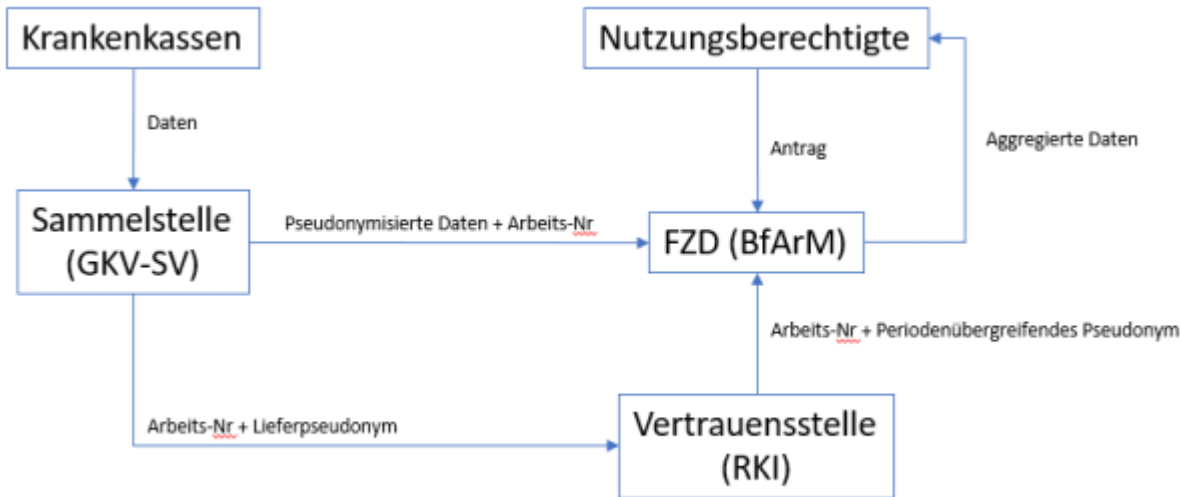 Krankenkassen
Nutzungsberechtigte
Daten
Antrag
Aggregierte Daten
Sammelstelle
(GKV-SV)
Pseudonymisierte Daten + Arbeits-Nr
FZD (BfArM)
Arbeits-Nr + Periodenübergreifendes Pseudonym
Arbeits-Nr + Lieferpseudonym
Vertrauensstelle
(RKI)